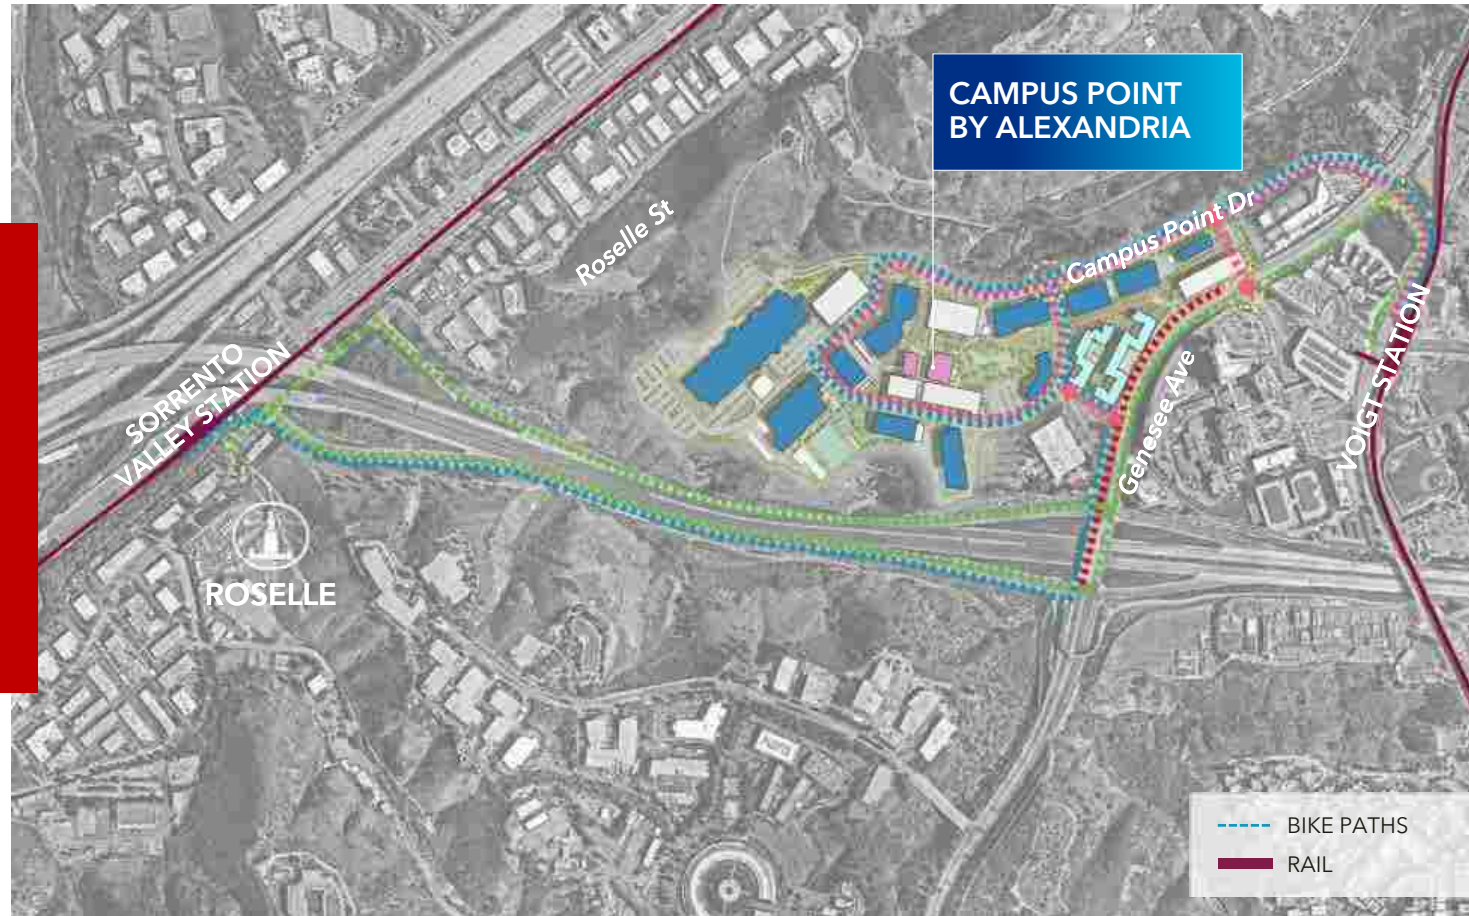 CAMPUS POINT
BY ALEXANDRIA
Roselle St
Campus Point Dr
SORRENTO
VALLEY STATION
Genesee Ave
VOIGT STATION
ROSELLE
BIKE PATHS
RAIL